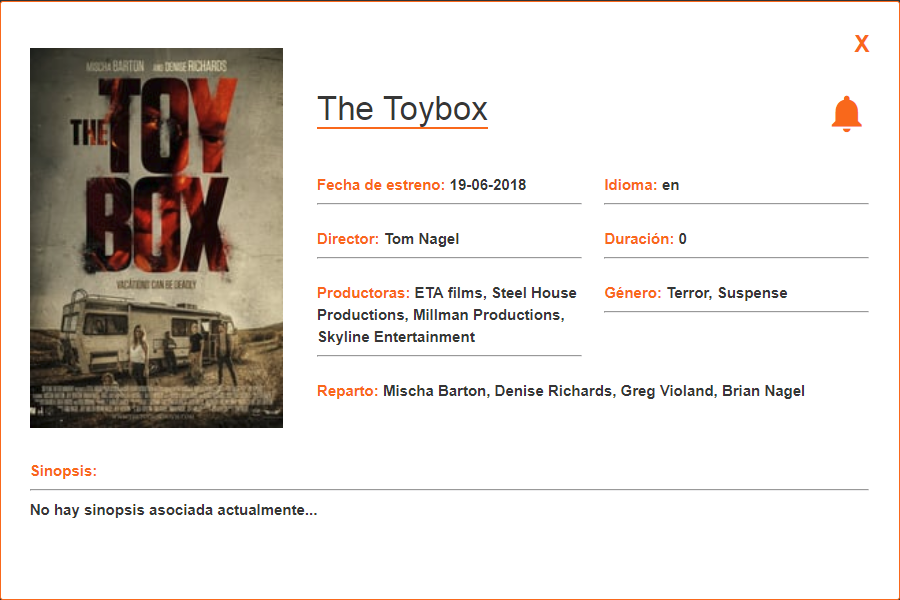 X
MISCHA BARTON AND DENISE RICHARDS
THE TOY
BOX
VACATIONS CAN BE DEADLY
The Toybox
Fecha de estreno: 19-06-2018
Idioma: en
Director: Tom Nagel
Duración: 0
Productoras: ETA films, Steel House
Productions, Millman Productions,
Skyline Entertainment
Género: Terror, Suspense
Reparto: Mischa Barton, Denise Richards, Greg Violand, Brian Nagel
Sinopsis:
No hay sinopsis asociada actualmente...